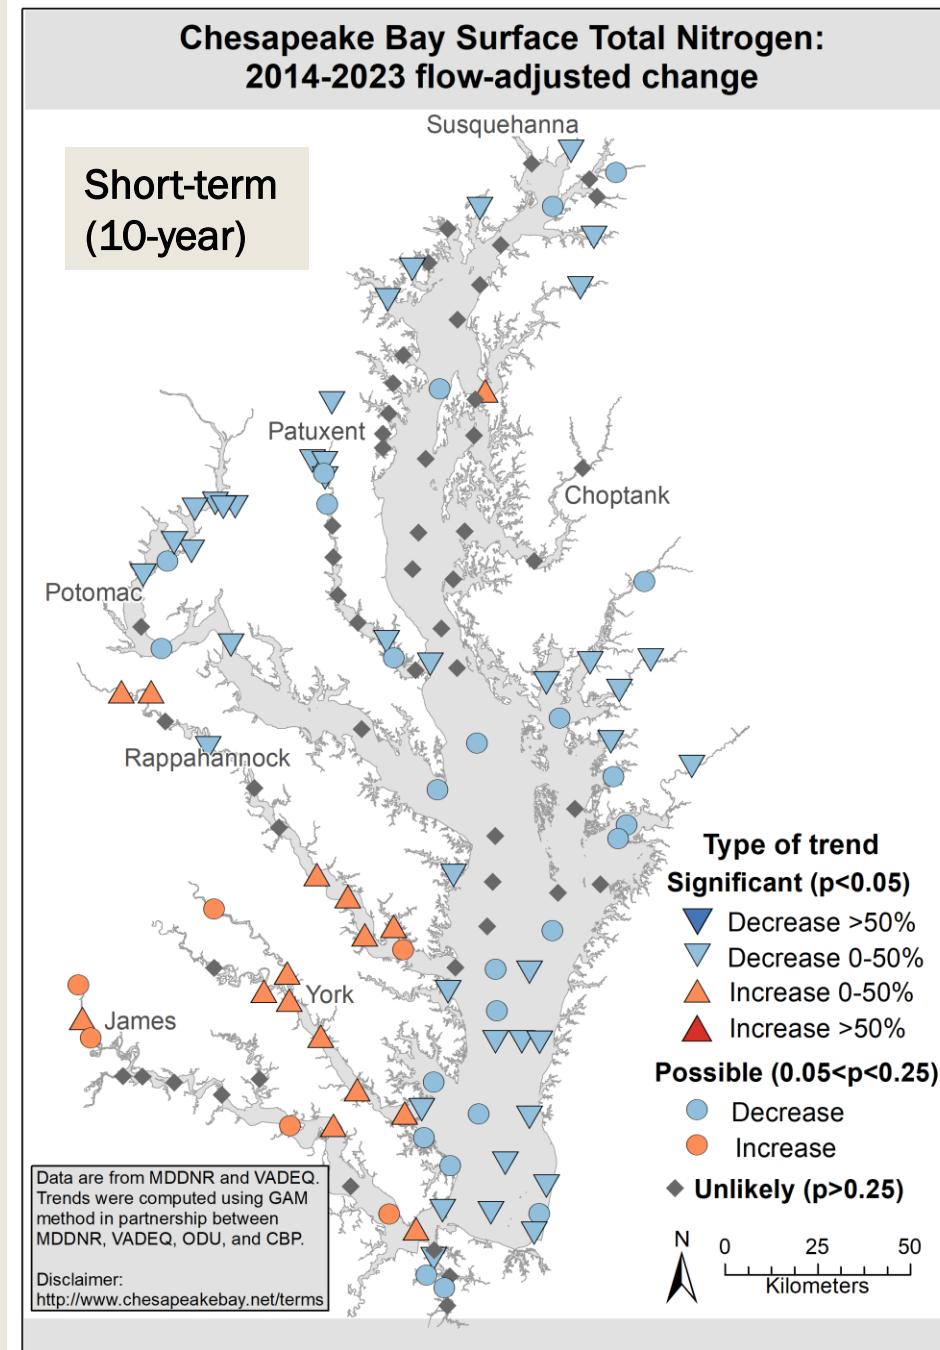 Chesapeake Bay Surface Total Nitrogen:
2014-2023 flow-adjusted change
Short-term
(10-year)
Susquehanna
Patuxent
Choptank
Potomac
Rappahannock
York
James
Type of trend
Significant (p<0.05)
Decrease >50%
Decrease 0-50%
Increase 0-50%
Increase >50%
Possible (0.05<p<0.25)
Decrease
Increase
Unlikely (p>0.25)
N
0 25 50
Kilometers
Data are from MDDNR and VADEQ.
Trends were computed using GAM
method in partnership between
MDDNR, VADEQ, ODU, and CBP.
Disclaimer:
http://www.chesapeakebay.net/terms